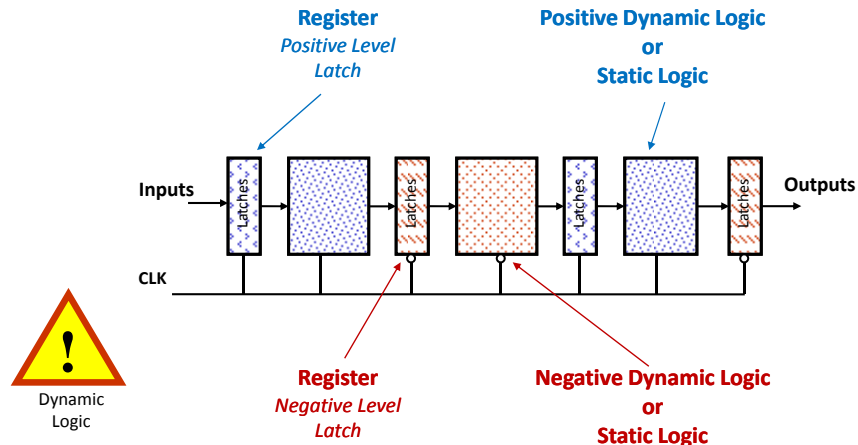 Register
Positive Level
Latch
Positive Dynamic Logic
or
Static Logic
Inputs
Latches
Latches
Latches
Latches
Outputs
CLK
!
Dynamic
Logic
Register
Negative Level
Latch
Negative Dynamic Logic
or
Static Logic